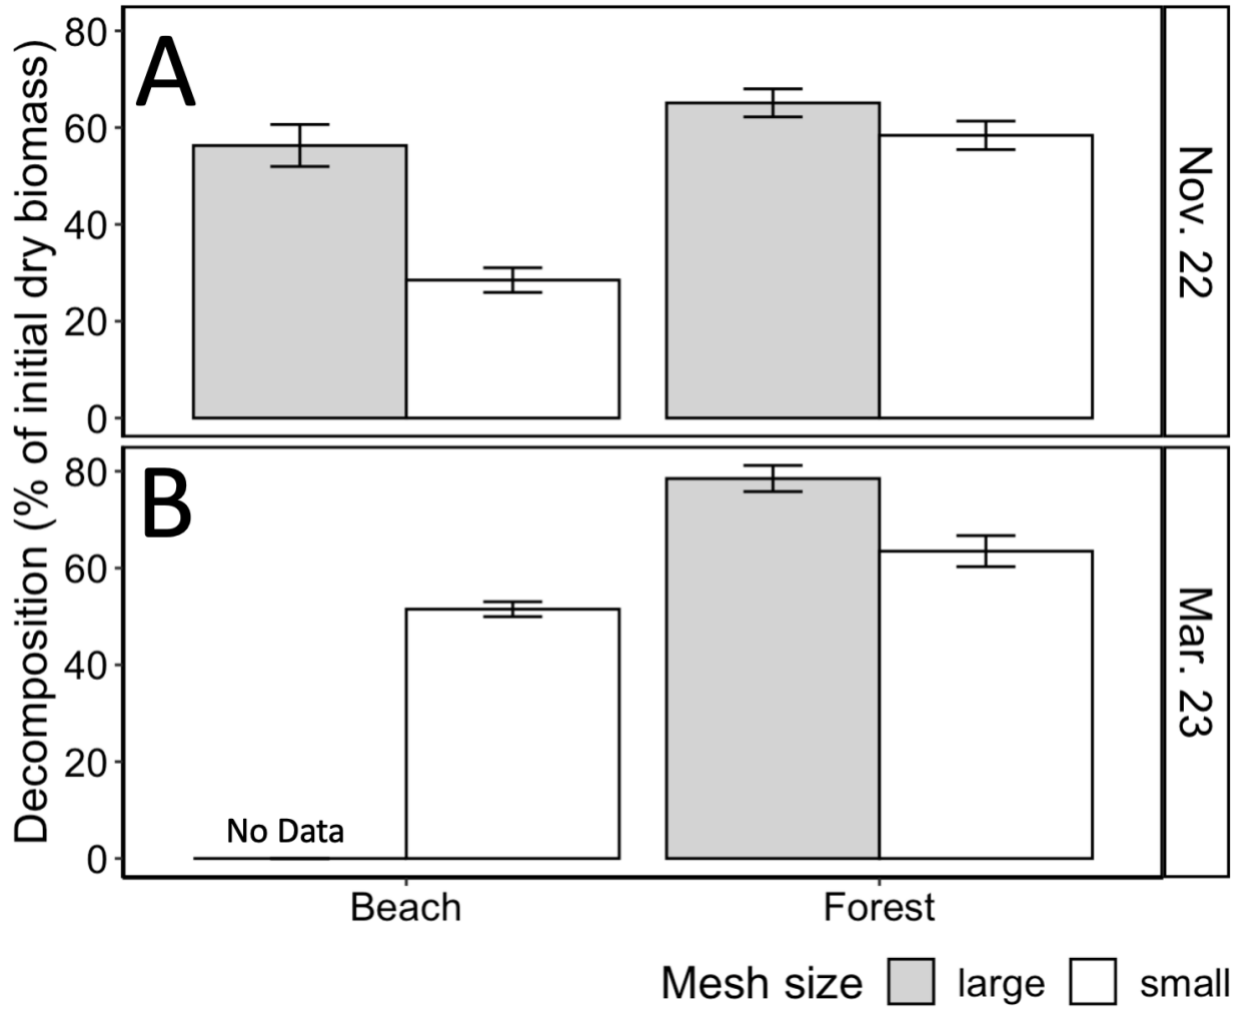 Decomposition (% of initial dry biomass)
A
80
60
40
20
0
Nov. 22
B
80
60
40
20
0
No Data
Mar. 23
Beach Forest
Mesh size large small